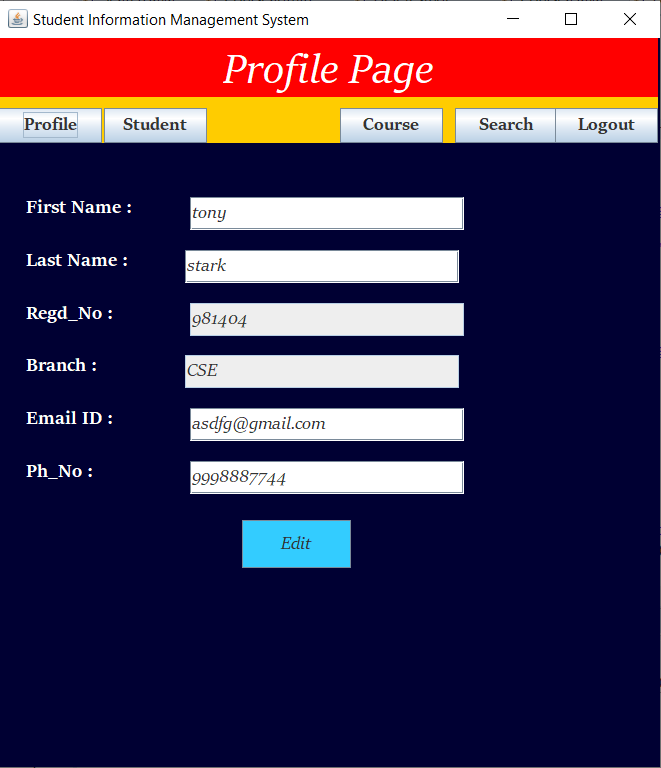 Student Information Management System
Profile Page
Profile Student Course Search Logout
First Name : tony
Last Name : stark
Regd_No : 981404
Branch : CSE
Email ID : asdfg@gmail.com
Ph_No : 9998887744
Edit